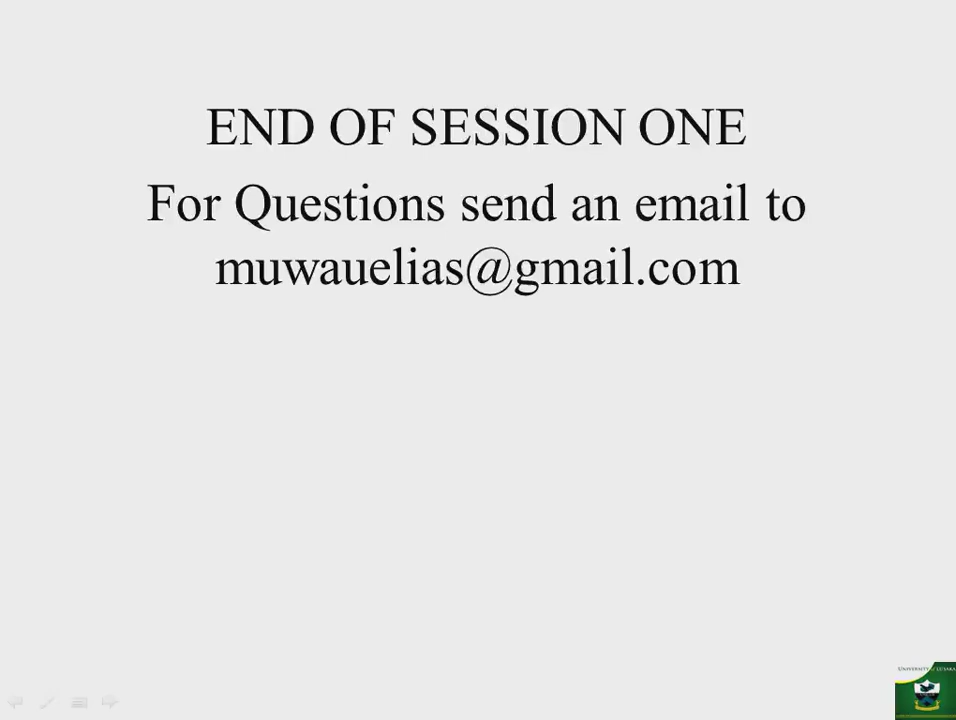 END OF SESSION ONE
For Questions send an email to
muwauelias@gmail.com